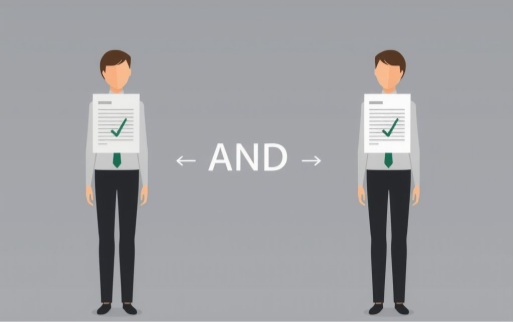 ← AND →